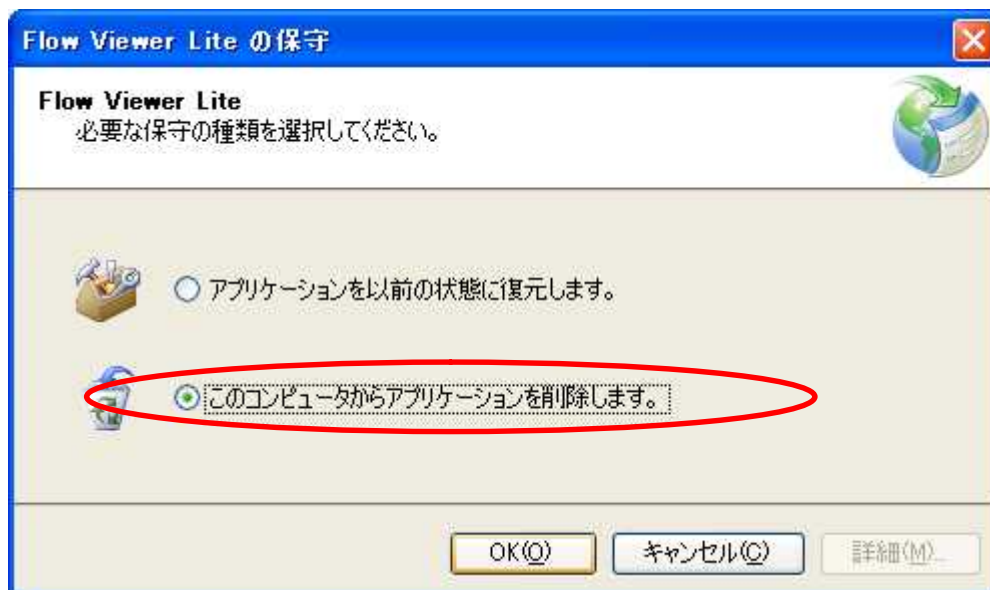 Flow Viewer Lite の保守
Flow Viewer Lite
必要な保守の種類を選択してください。
アプリケーションを以前の状態に復元します。
このコンピュータからアプリケーションを削除します。
OK(O) キャンセル(C) 詳細(M)...